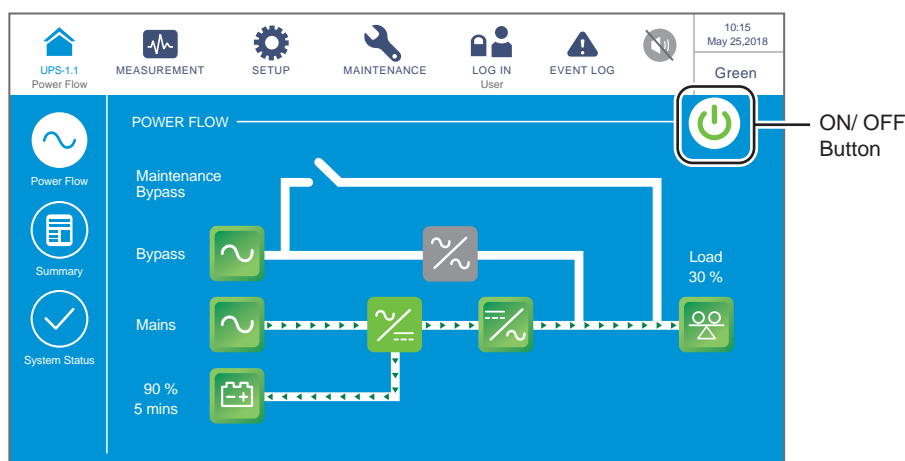 10:15
May 25,2018
UPS-1.1
Power Flow
MEASUREMENT
SETUP
MAINTENANCE
LOG IN
User
EVENT LOG
Green
POWER FLOW
ON/ OFF
Button
Power Flow
Maintenance
Bypass
Summary
Bypass
Load
30 %
Mains
System Status
90 %
5 mins